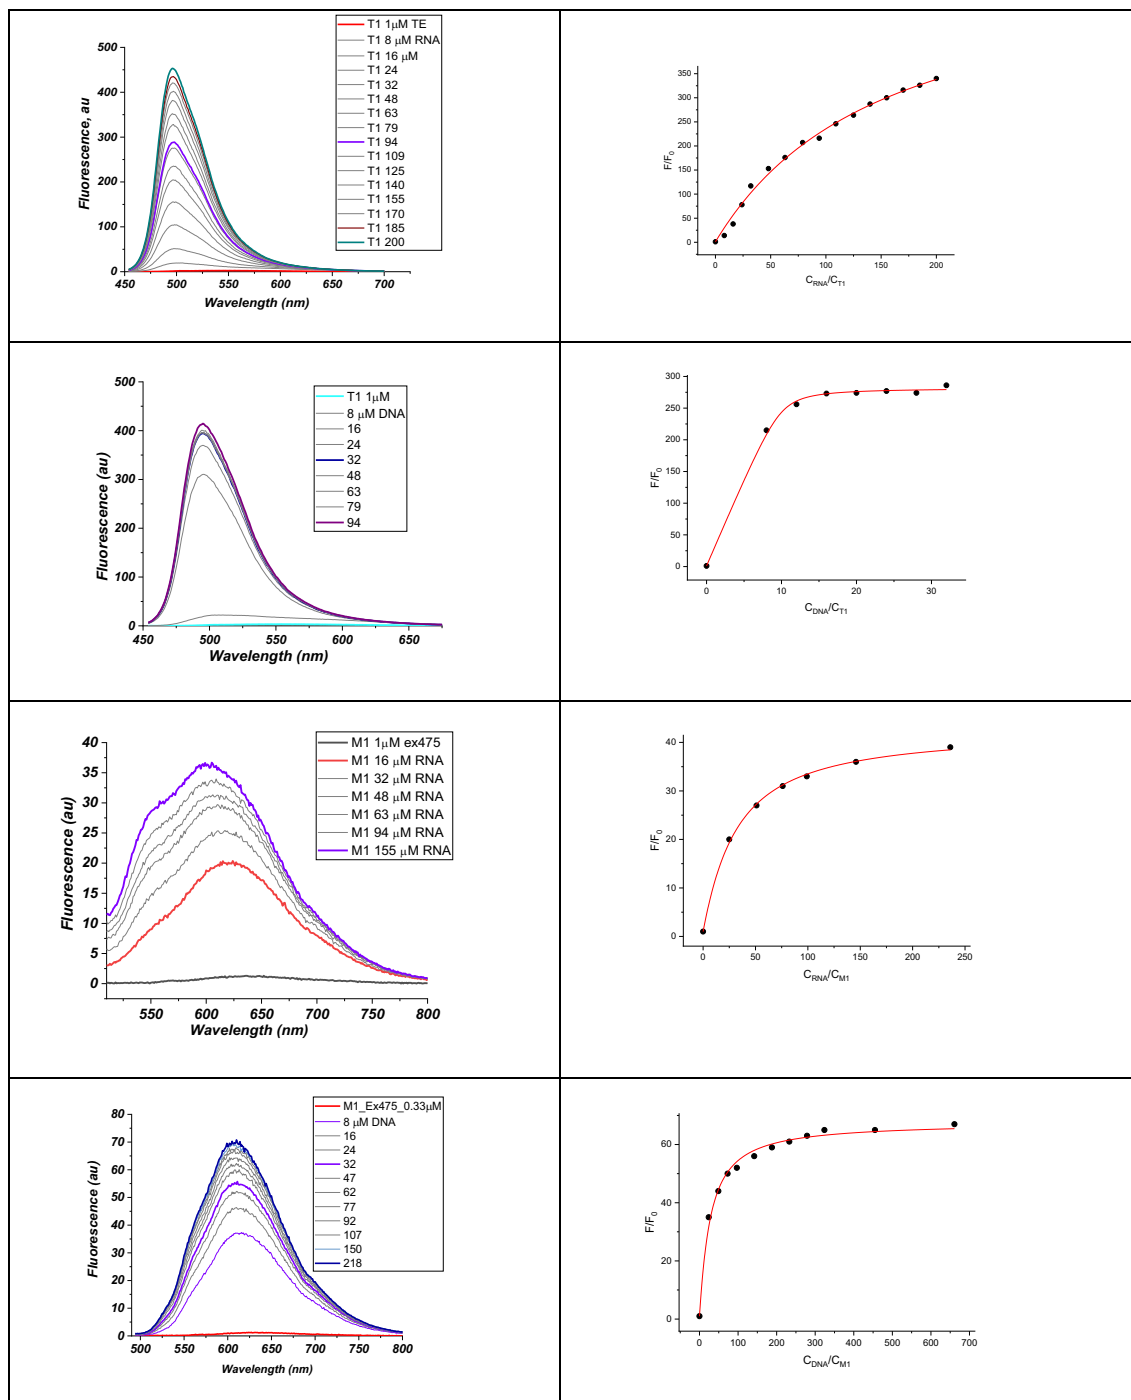 T1 1μM TE
T1 8 μM RNA
T1 16 μM
T1 24
T1 32
T1 48
T1 63
T1 79
T1 94
T1 109
T1 125
T1 140
T1 155
T1 170
T1 185
T1 200
500
400
300
200
100
0
Fluorescence, au
450 500 550 600 650 700
Wavelength (nm)
350
300
250
200
150
100
50
0
F/F0
0 50 100 150 200
CRNA/CT1
T1 1μM
8 μM DNA
16
24
32
48
63
79
94
500
400
300
200
100
0
Fluorescence (au)
450 500 550 600 650
Wavelength (nm)
300
275
250
225
200
175
150
125
100
75
50
25
0
F/F0
0 10 20 30
CDNA/CT1
M1 1μM ex475
M1 16 μM RNA
M1 32 μM RNA
M1 48 μM RNA
M1 63 μM RNA
M1 94 μM RNA
M1 155 μM RNA
40
35
30
25
20
15
10
5
0
Fluorescence (au)
550 600 650 700 750 800
Wavelength (nm)
40
30
20
10
0
F/F0
0 50 100 150 200 250
CRNA/CM1
M1_Ex475_0.33μM
8 μM DNA
16
24
32
47
62
77
92
107
150
218
80
70
60
50
40
30
20
10
0
Fluorescence (au)
500 550 600 650 700 750 800
Wavelength (nm)
60
40
20
0
F/F0
0 100 200 300 400 500 600 700
CDNA/CM1